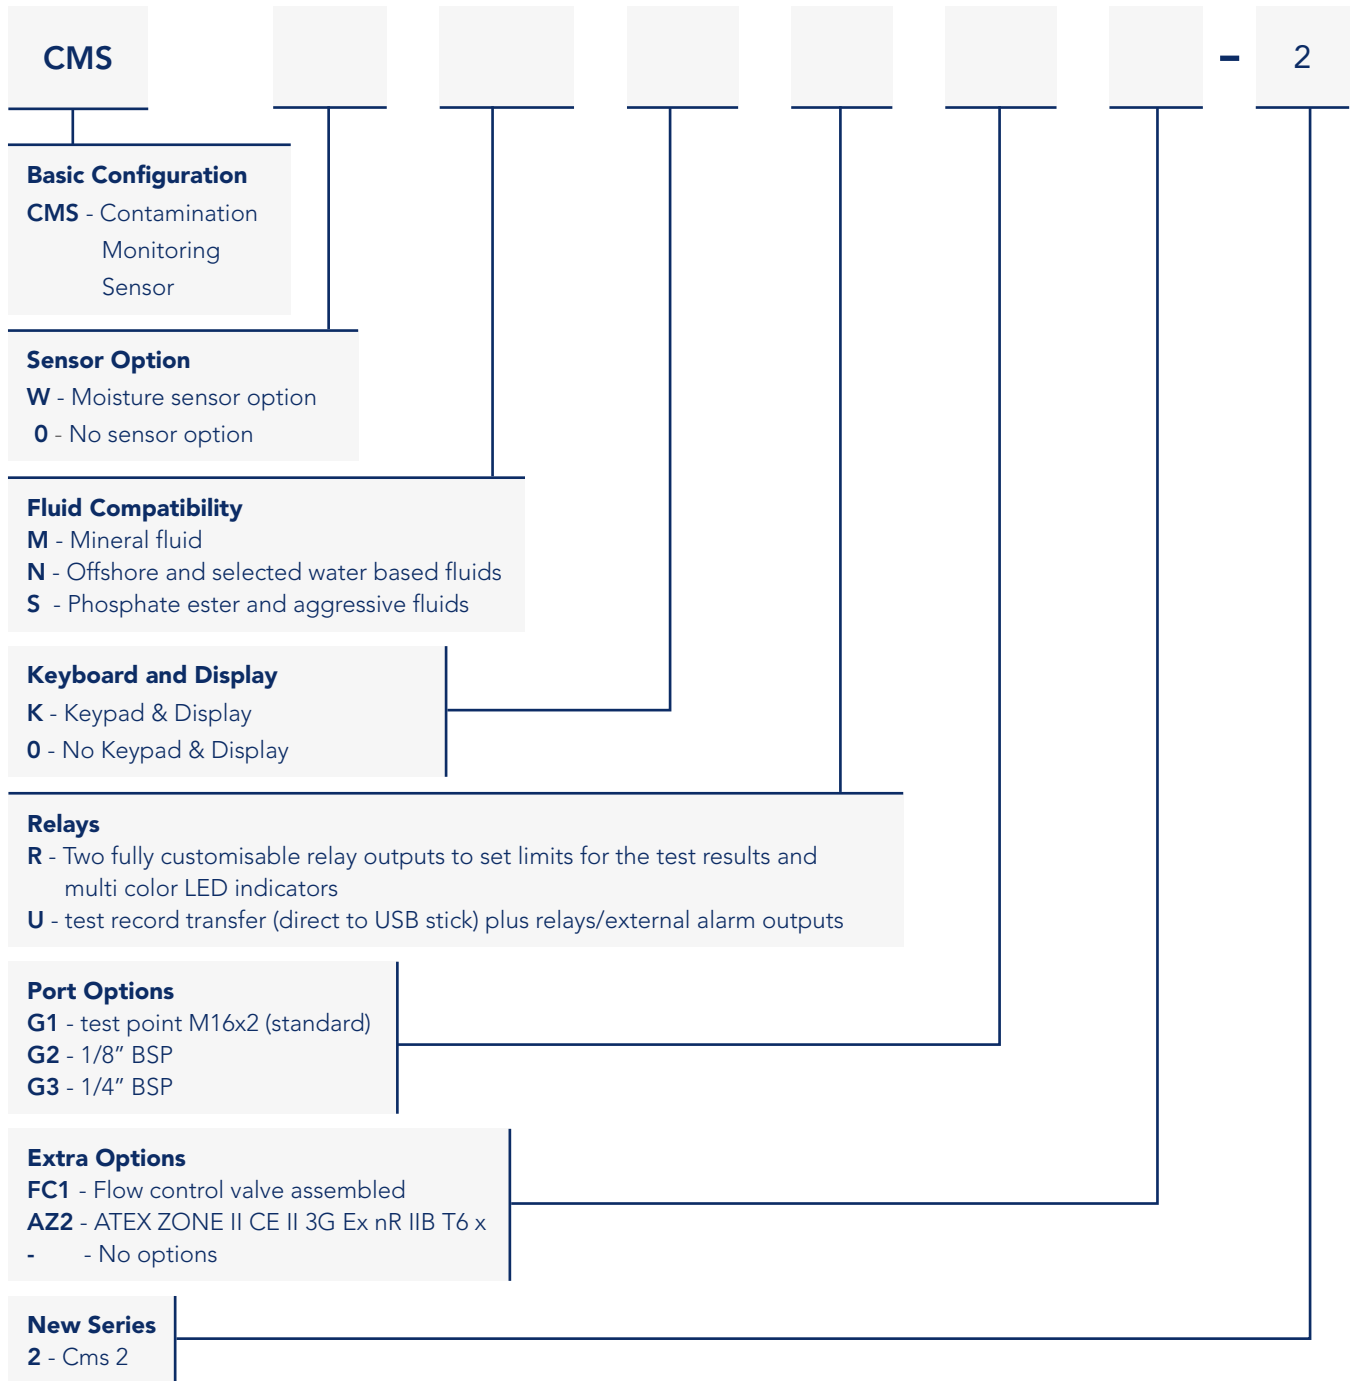 CMS - 2
Basic Configuration
CMS - Contamination
Monitoring
Sensor
Sensor Option
W - Moisture sensor option
0 - No sensor option
Fluid Compatibility
M - Mineral fluid
N - Offshore and selected water based fluids
S - Phosphate ester and aggressive fluids
Keyboard and Display
K - Keypad & Display
0 - No Keypad & Display
Relays
R - Two fully customisable relay outputs to set limits for the test results and
multi color LED indicators
U - test record transfer (direct to USB stick) plus relays/external alarm outputs
Port Options
G1 - test point M16x2 (standard)
G2 - 1/8” BSP
G3 - 1/4” BSP
Extra Options
FC1 - Flow control valve assembled
AZ2 - ATEX ZONE II CE II 3G Ex nR IIB T6 x
- - No options
New Series
2 - Cms 2